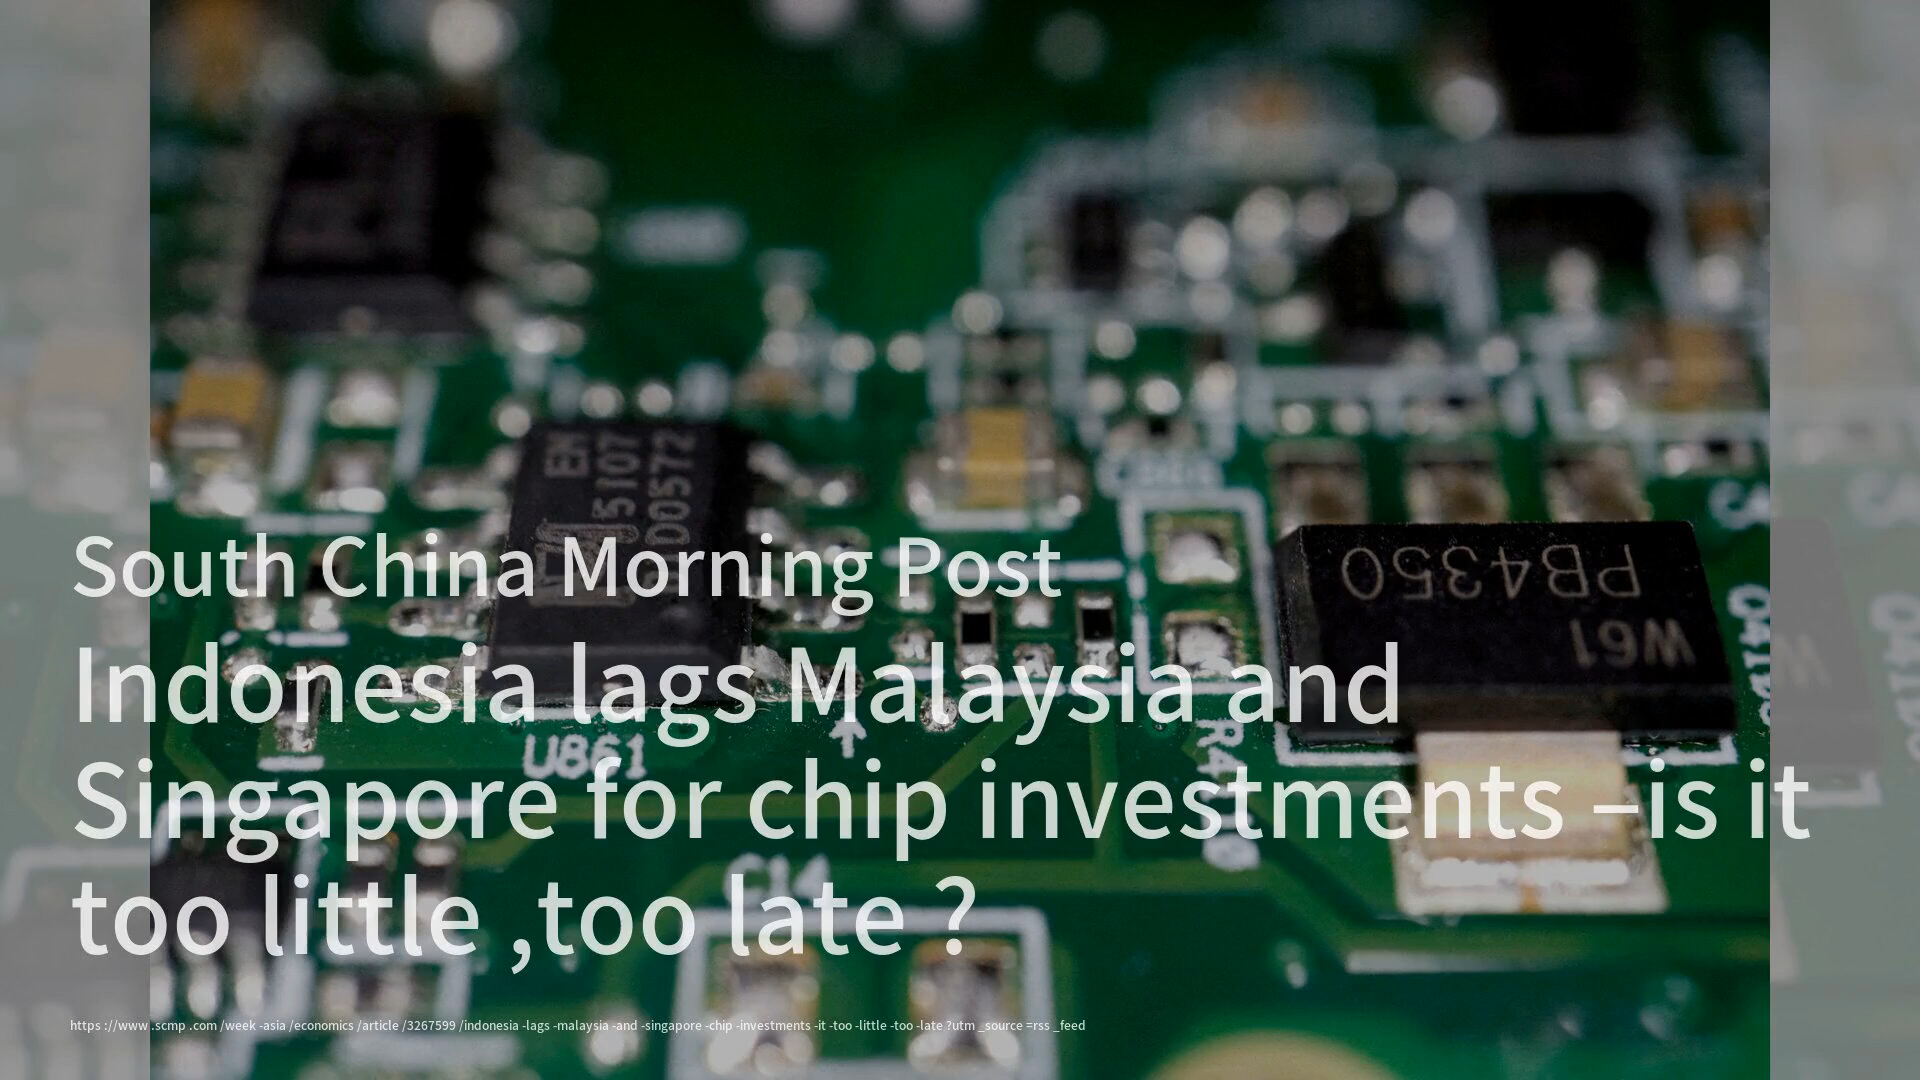 EH
5107
D0572
PB4350
W61
South China Morning Post
Indonesia lags Malaysia and
Singapore for chip investments –is it
too little ,too late ?
U861
C14
https ://www .scmp .com /week -asia /economics /article /3267599 /indonesia -lags -malaysia -and -singapore -chip -investments -it -too -little -too -late ?utm _source =rss _feed